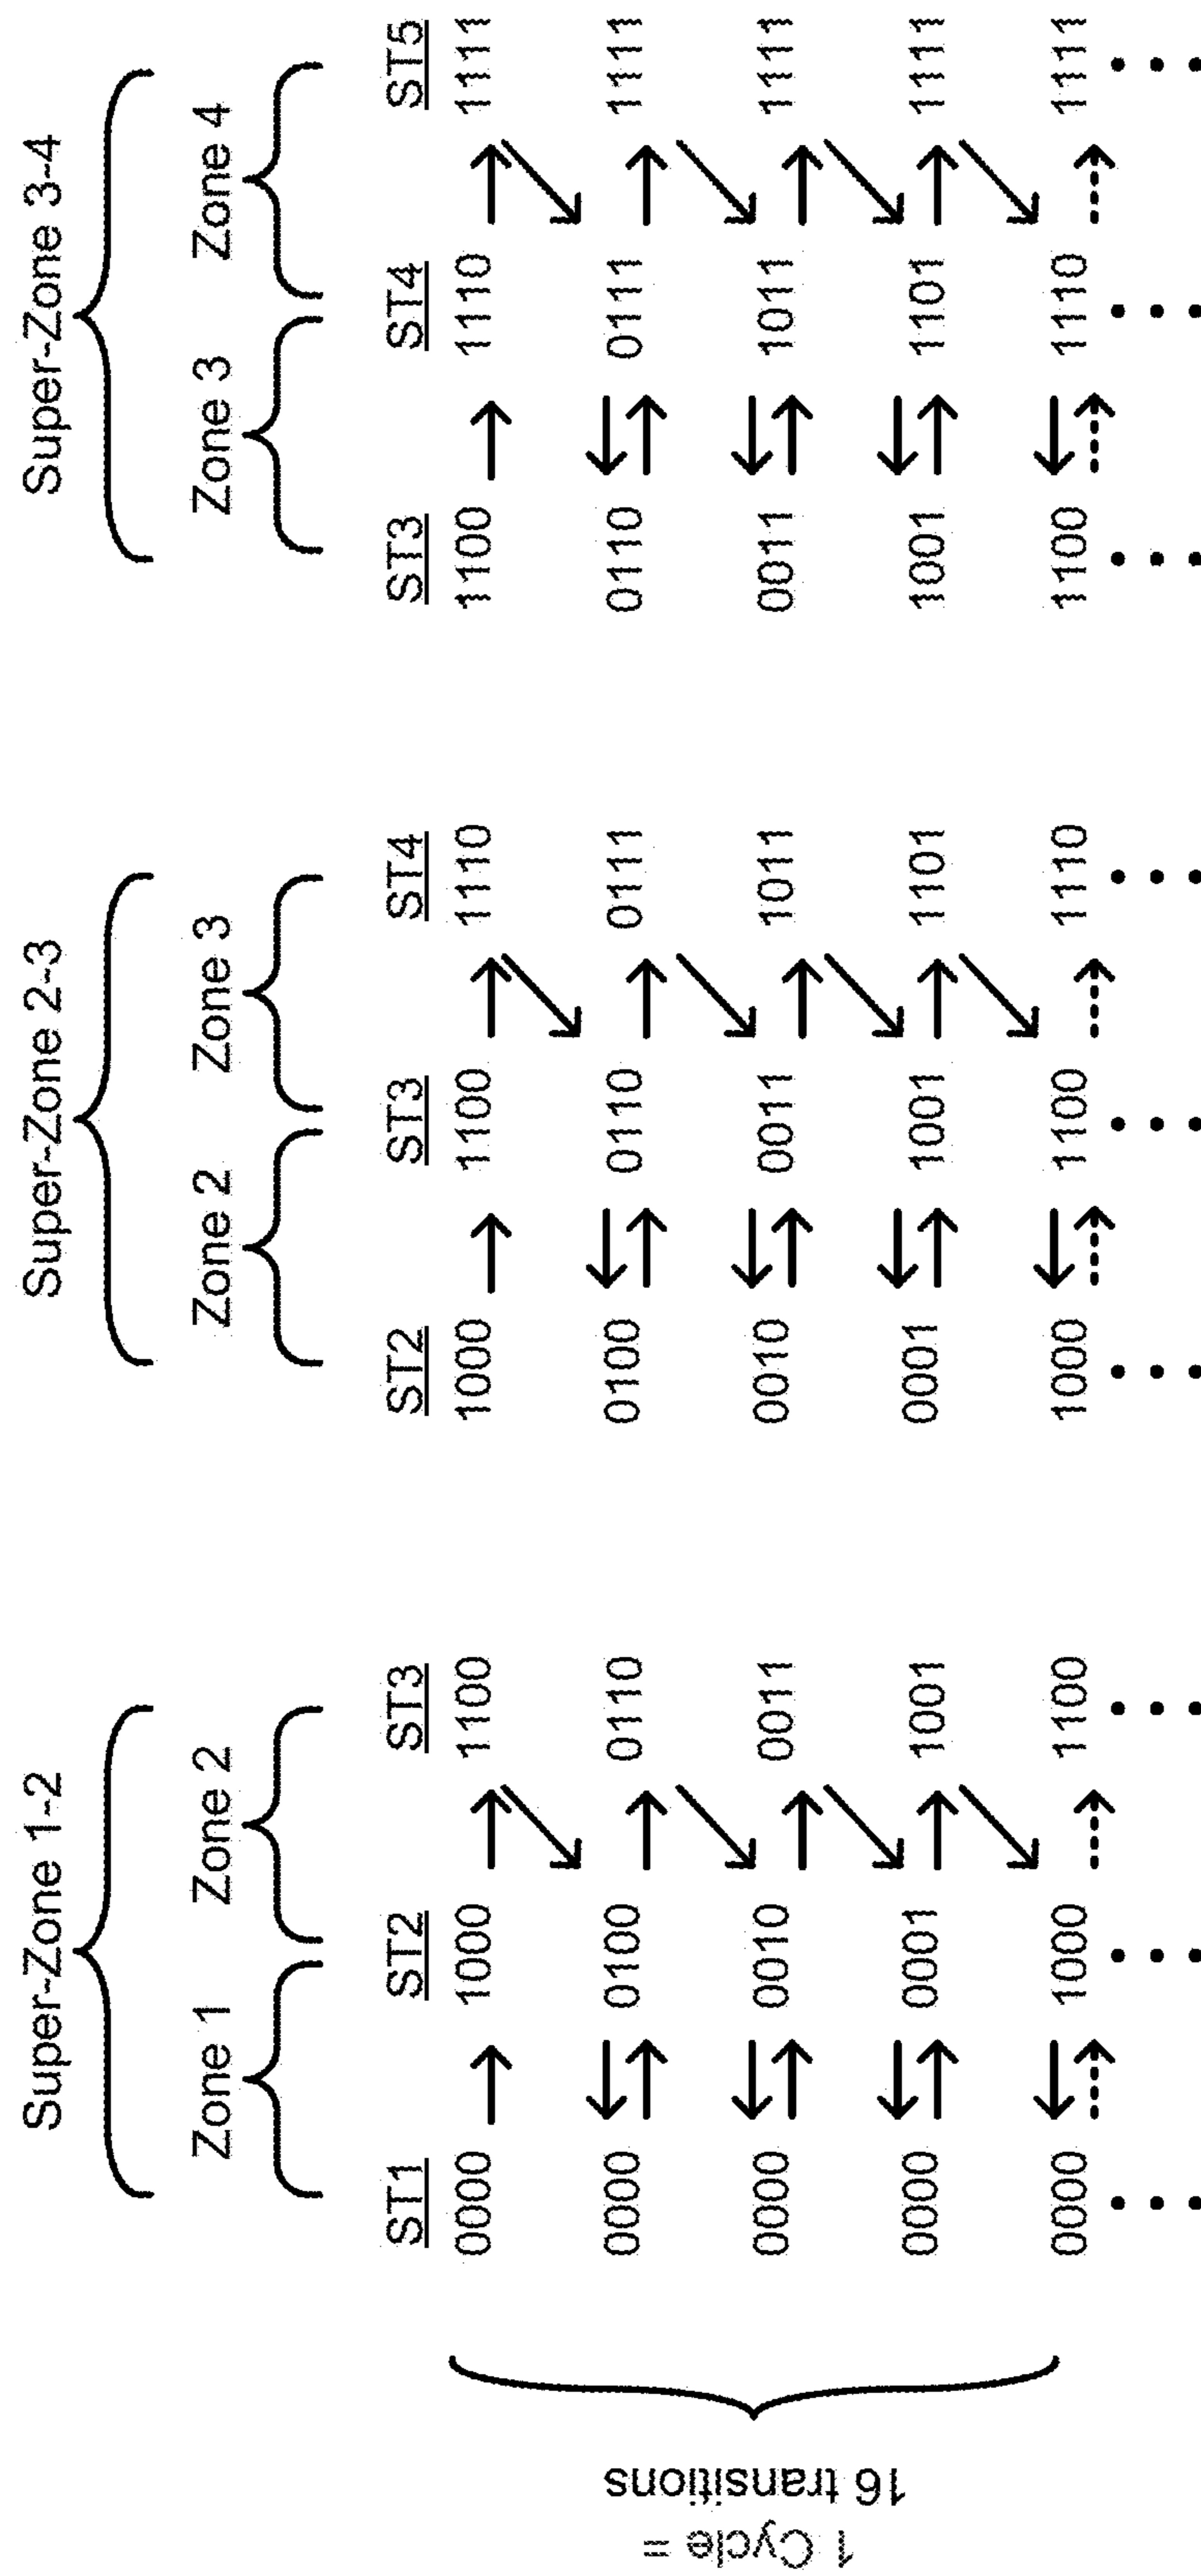 Super-Zone 1-2
Zone 1 Zone 2
ST1 ST2 ST3
0000 1000 1100
0000 0100 0110
0000 0010 0011
0000 0001 1001
0000 1000 1100
Super-Zone 2-3
Zone 2 Zone 3
ST2 ST3 ST4
1000 1100 1110
0100 0110 0111
0010 0011 1011
0001 1001 1101
1000 1100 1110
Super-Zone 3-4
Zone 3 Zone 4
ST3 ST4 ST5
1100 1110 1111
0110 0111 1111
0011 1011 1111
1001 1101 1111
1100 1110 1111
1 Cycle =
16 transitions